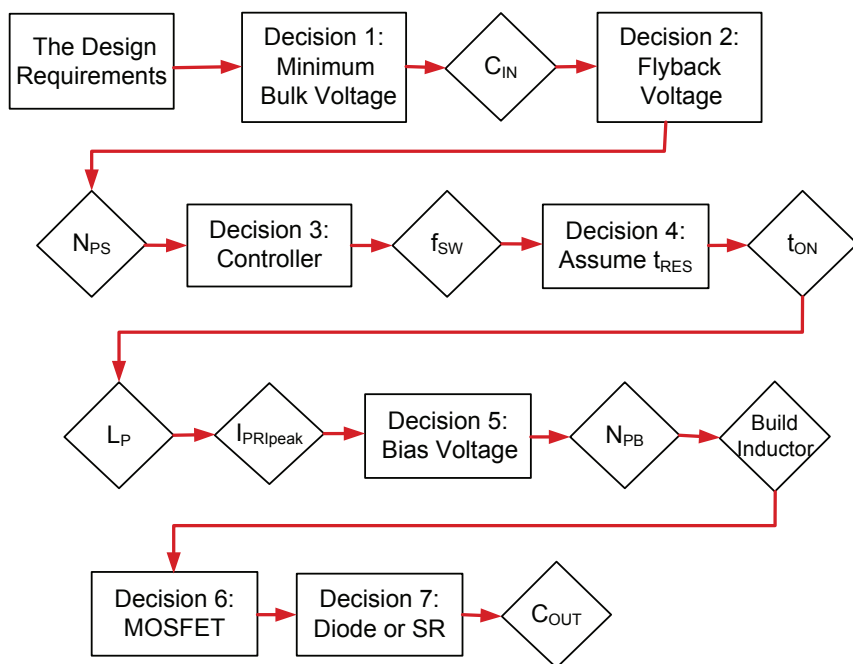 The Design
Requirements
Decision 1:
Minimum
Bulk Voltage
CIN
Decision 2:
Flyback
Voltage
NPS
Decision 3:
Controller
fSW
Decision 4:
Assume tRES
tON
LP
IPRIpeak
Decision 5:
Bias Voltage
NPB
Build
Inductor
Decision 6:
MOSFET
Decision 7:
Diode or SR
COUT